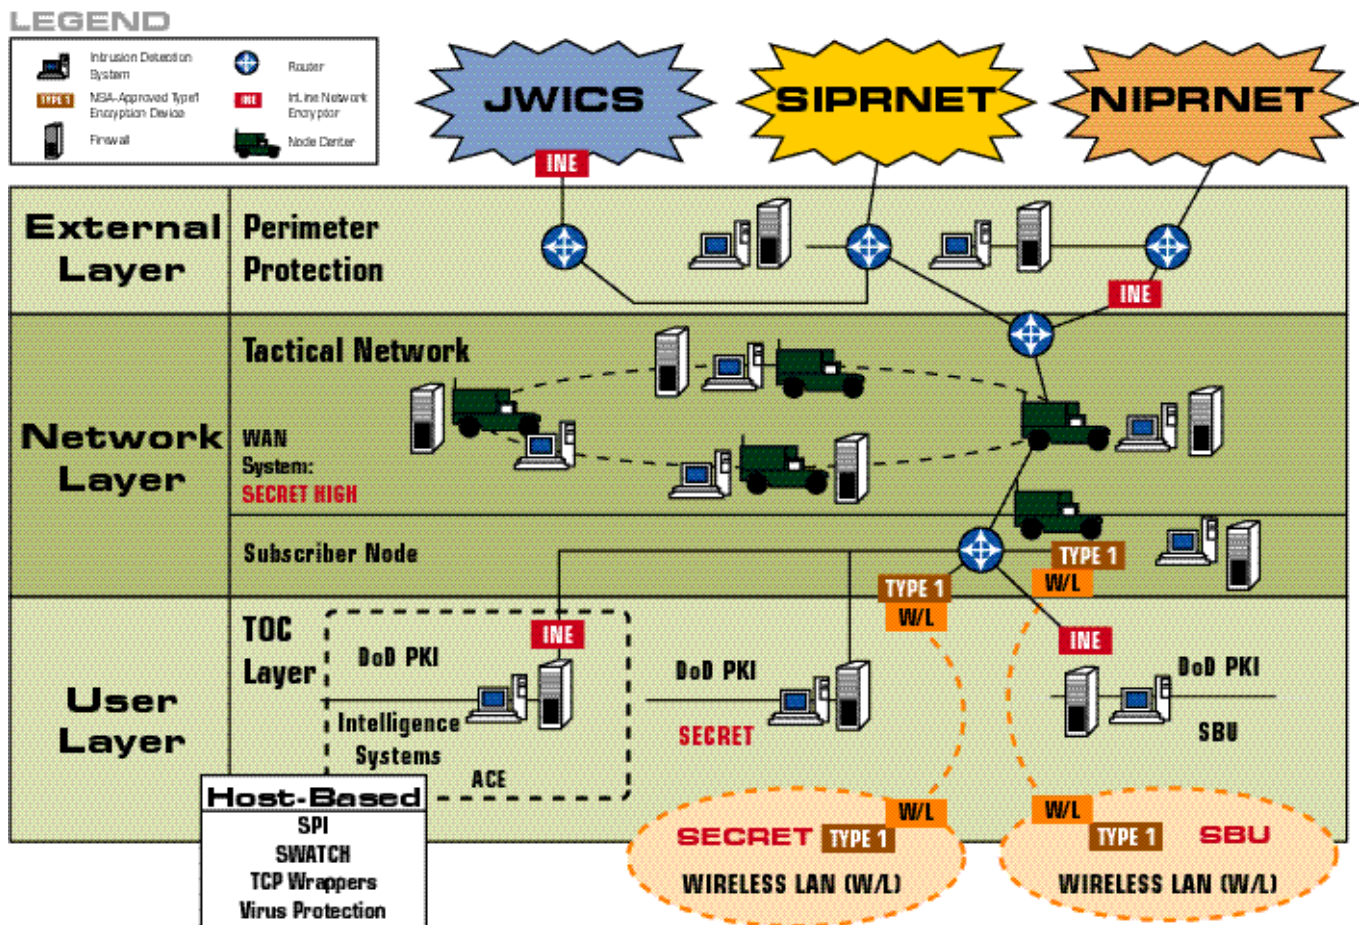 LEGEND
Intrusion Detection
System
Router
TYPE 1
NSA-Approved Type1
Encryption Device
INE
InLine Network
Encryptor
Firewall
Node Center
JWICS
SIPRNET
NIPRNET
INE
External
Layer
Perimeter
Protection
INE
Network
Layer
Tactical Network
WAN
System:
SECRET HIGH
Subscriber Node
TYPE 1
W/L
TYPE 1
W/L
User
Layer
TOC
Layer
INE
DoD PKI
Intelligence
Systems
ACE
DoD PKI
SECRET
INE
DoD PKI
SBU
Host-Based
SPI
SWATCH
TCP Wrappers
Virus Protection
W/L
SECRET TYPE 1
WIRELESS LAN (W/L)
W/L
TYPE 1 SBU
WIRELESS LAN (W/L)